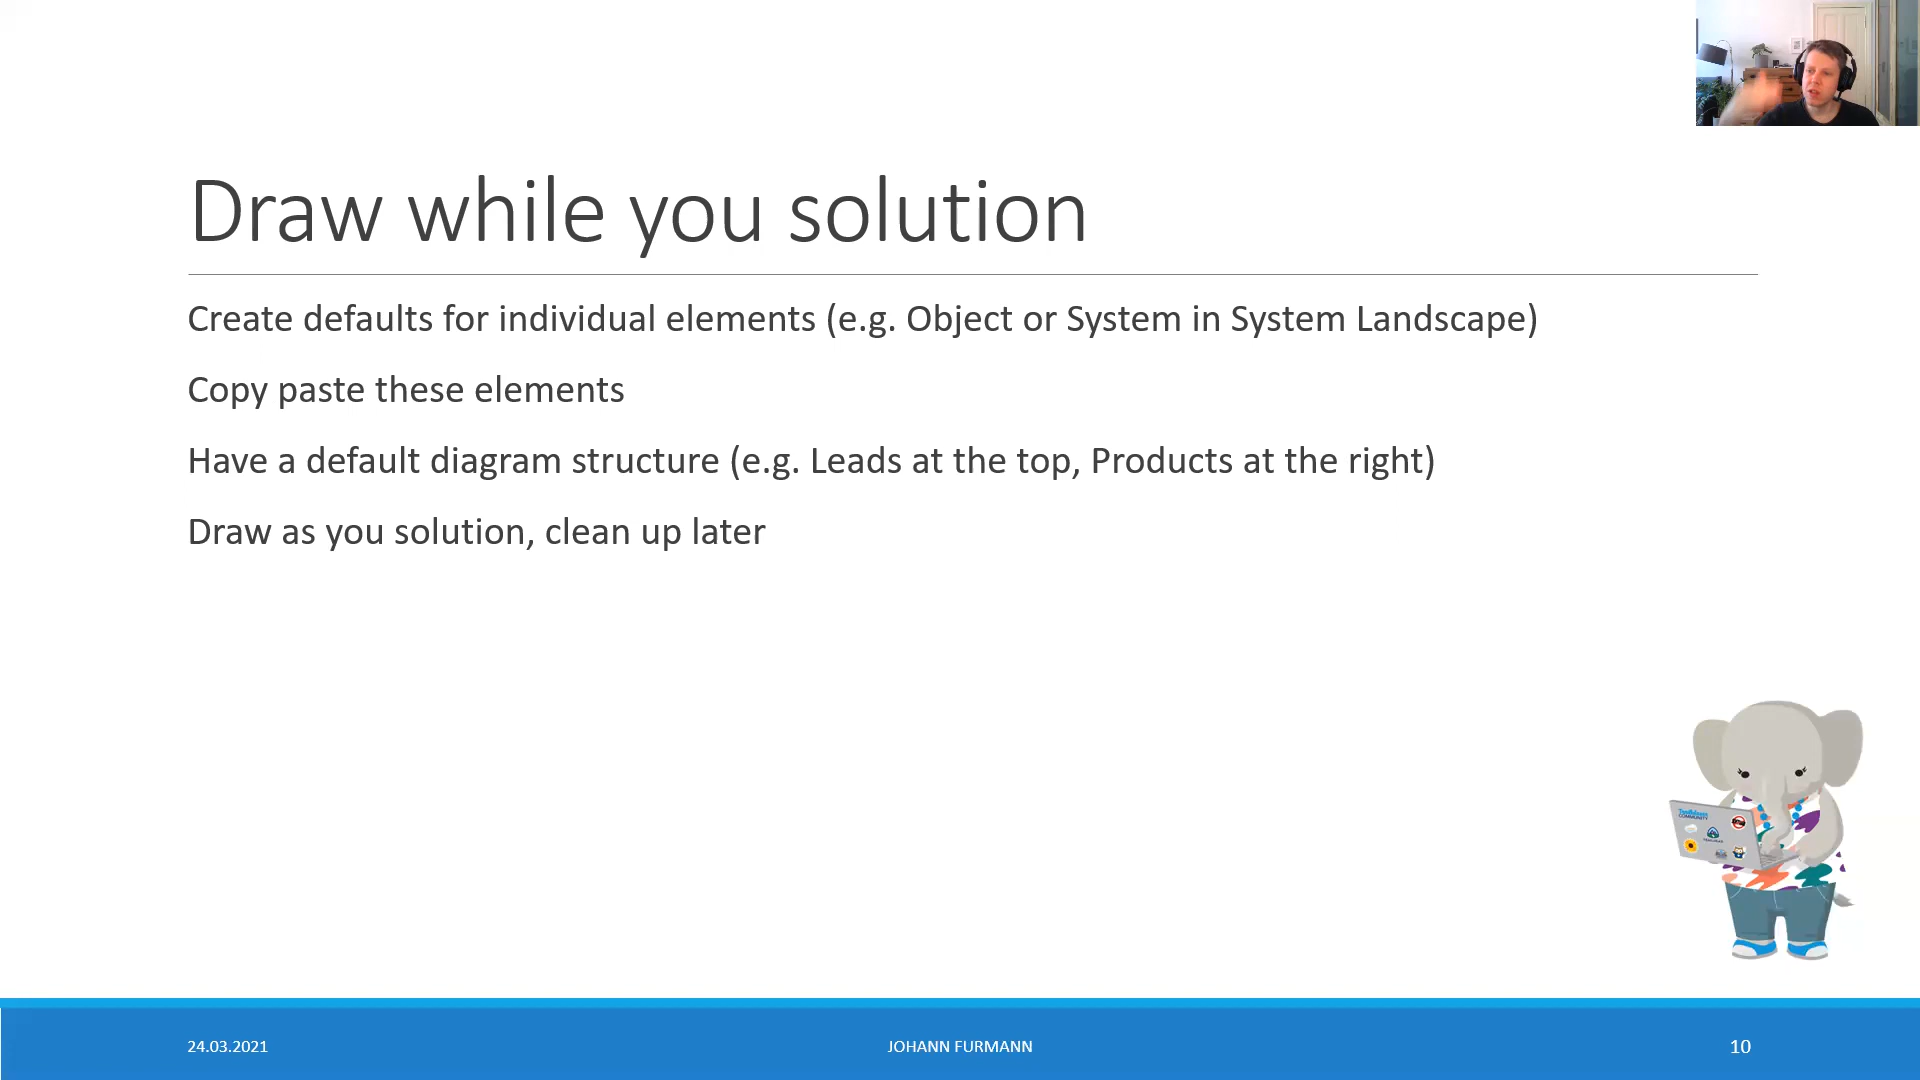 Draw while you solution
Create defaults for individual elements (e.g. Object or System in System Landscape)
Copy paste these elements
Have a default diagram structure (e.g. Leads at the top, Products at the right)
Draw as you solution, clean up later
COMMUNITY
24.03.2021
JOHANN FURMANN
10